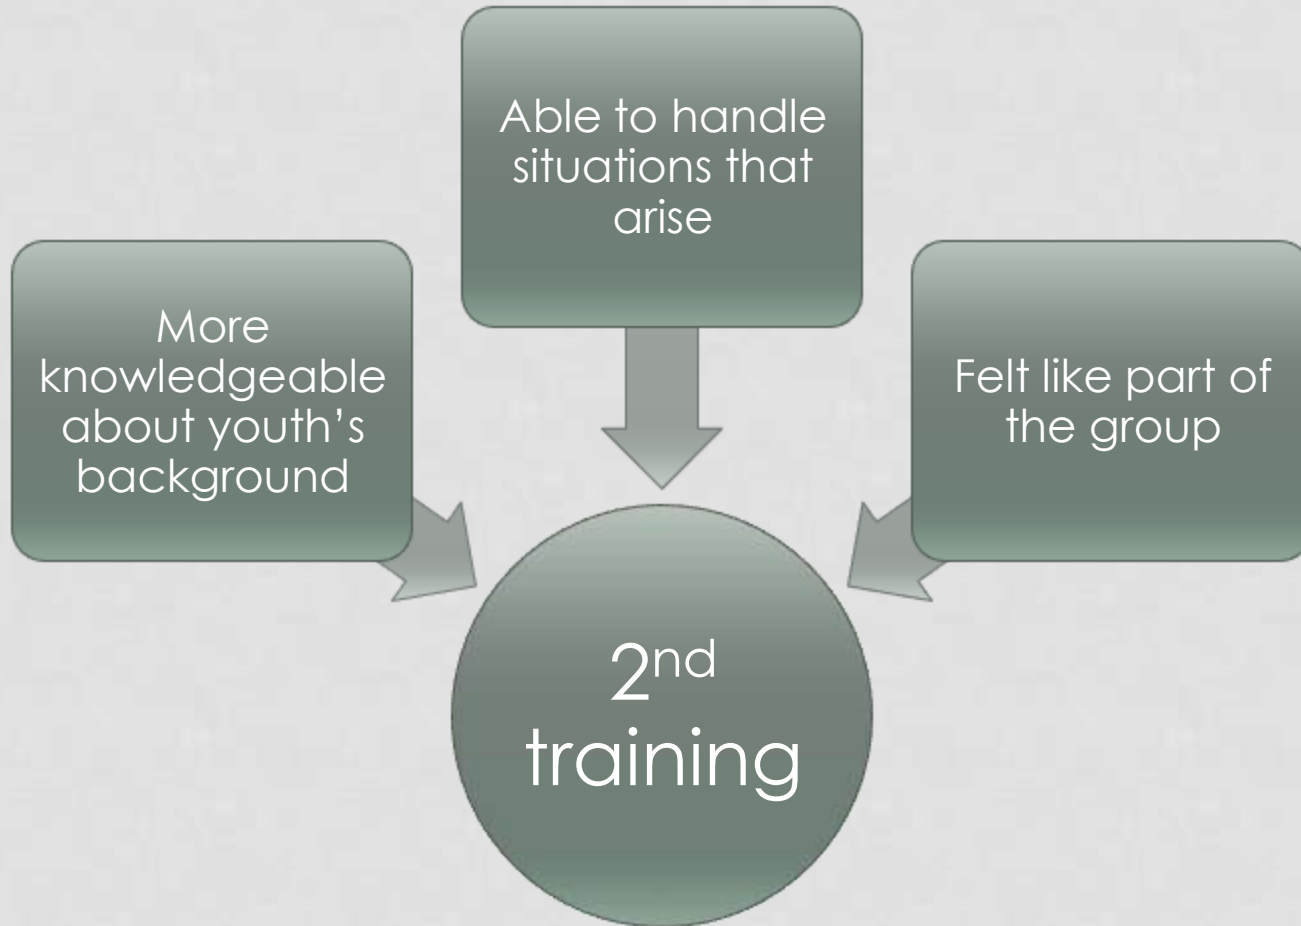 Able to handle
situations that
arise
More
knowledgeable
about youth’s
background
Felt like part of
the group
2nd
training